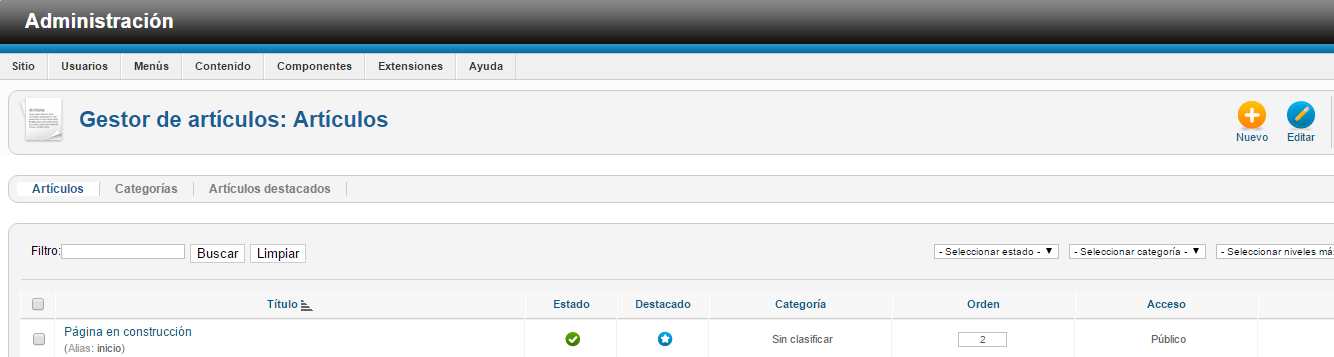 Administración
Sitio Usuarios Menús Contenido Componentes Extensiones Ayuda
Gestor de artículos: Artículos
Nuevo Editar
Artículos Categorías Artículos destacados
Filtro: Buscar Limpiar - Seleccionar estado - - Seleccionar categoría - - Seleccionar niveles má
Título Estado Destacado Categoría Orden Acceso
Página en construcción Sin clasificar 2 Público
(Alias: inicio)